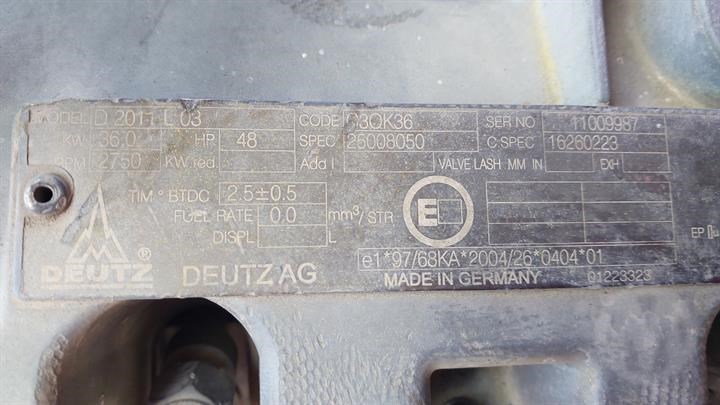 MODEL D 2011 L 03 CODE D3QK36 SER NO 11009987
KW 36.0 HP 48 SPEC 25008050 C.SPEC 16260223
RPM 2750 KW red. Add I VALVE LASH MM IN EXH
TIM ° BTDC 2.5±0.5
FUEL RATE 0.0 mm³/STR E
DISPL L EP
DEUTZ ® DEUTZ AG e1*97/68KA*2004/26*0404*01
MADE IN GERMANY 01223323